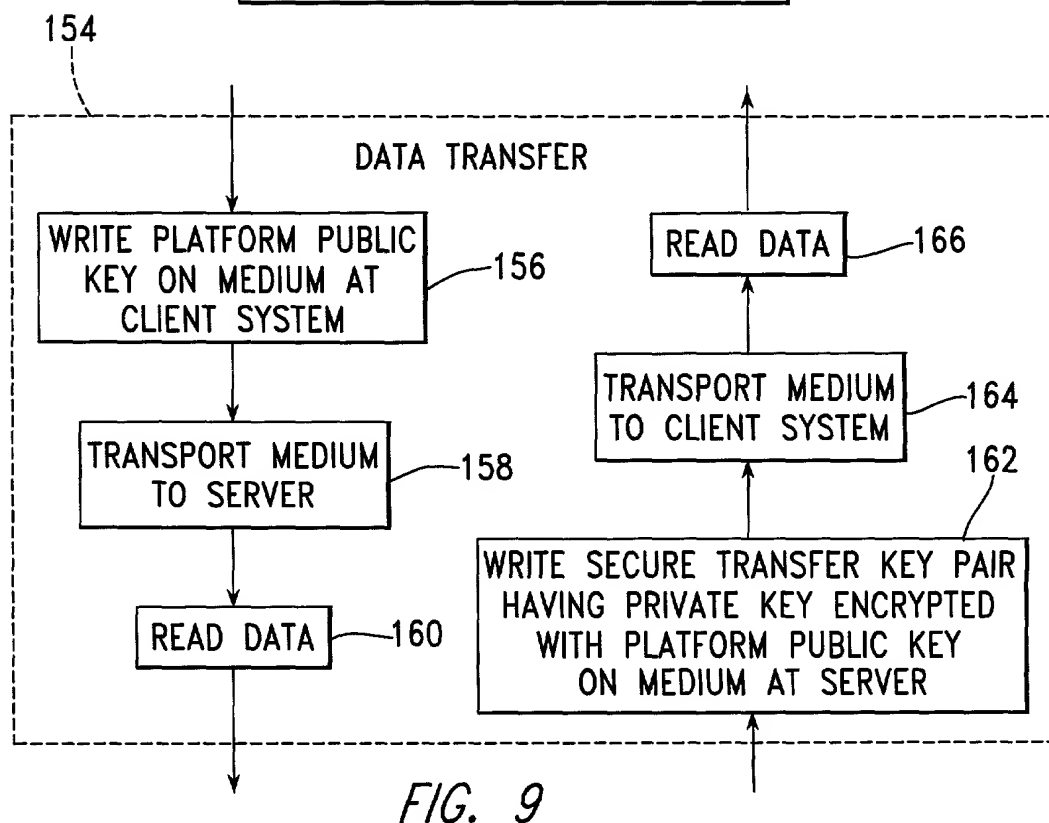 154
DATA TRANSFER
WRITE PLATFORM PUBLIC
KEY ON MEDIUM AT
CLIENT SYSTEM
156
TRANSPORT MEDIUM
TO SERVER
158
READ DATA
160
READ DATA
166
TRANSPORT MEDIUM
TO CLIENT SYSTEM
164
162
WRITE SECURE TRANSFER KEY PAIR
HAVING PRIVATE KEY ENCRYPTED
WITH PLATFORM PUBLIC KEY
ON MEDIUM AT SERVER
FIG. 9